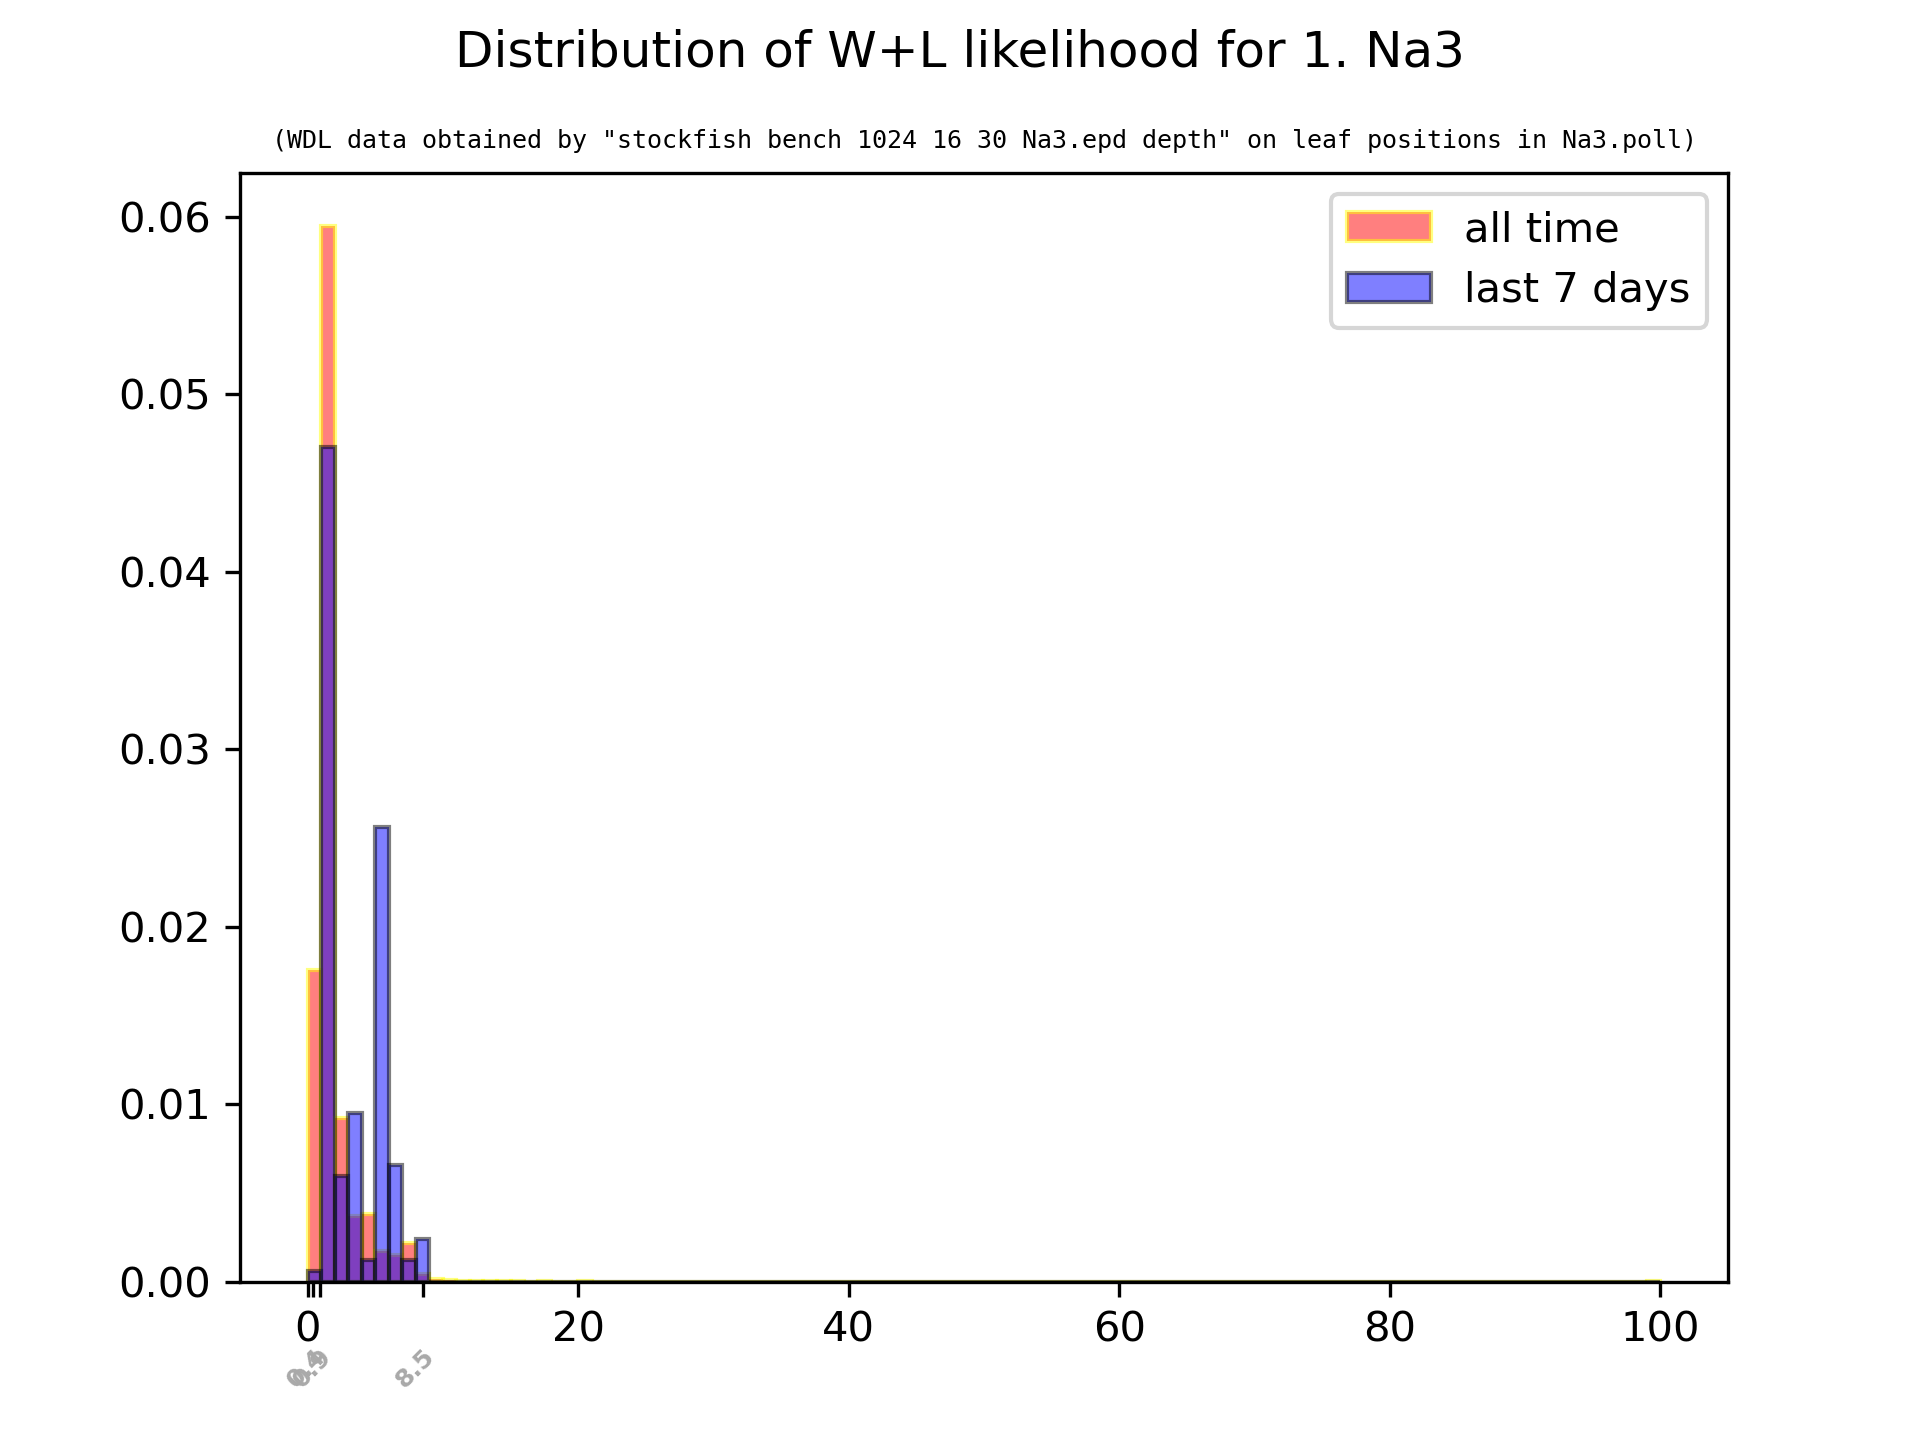 Distribution of W+L likelihood for 1. Na3
(WDL data obtained by "stockfish bench 1024 16 30 Na3.epd depth" on leaf positions in Na3.poll)
all time
last 7 days
0.06
0.05
0.04
0.03
0.02
0.01
0.00
0 20 40 60 80 100
8.5